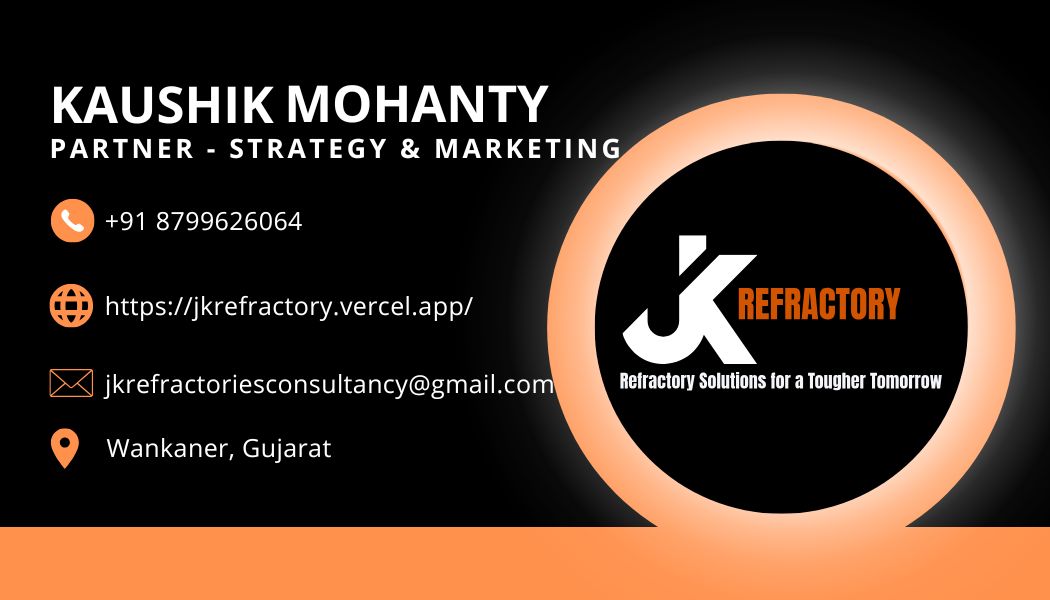 KAUSHIK MOHANTY
PARTNER - STRATEGY & MARKETING
+91 8799626064
https://jkrefractory.vercel.app/
jkrefractoriesconsultancy@gmail.com
Wankaner, Gujarat
JK REFRACTORY
Refractory Solutions for a Tougher Tomorrow